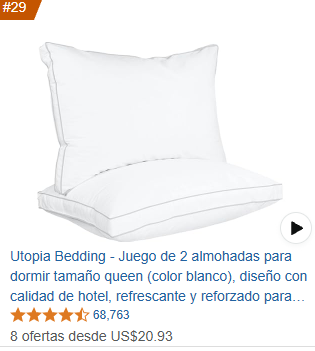 #29
Utopia Bedding - Juego de 2 almohadas para
dormir tamaño queen (color blanco), diseño con
calidad de hotel, refrescante y reforzado para…
68,763
8 ofertas desde US$20.93